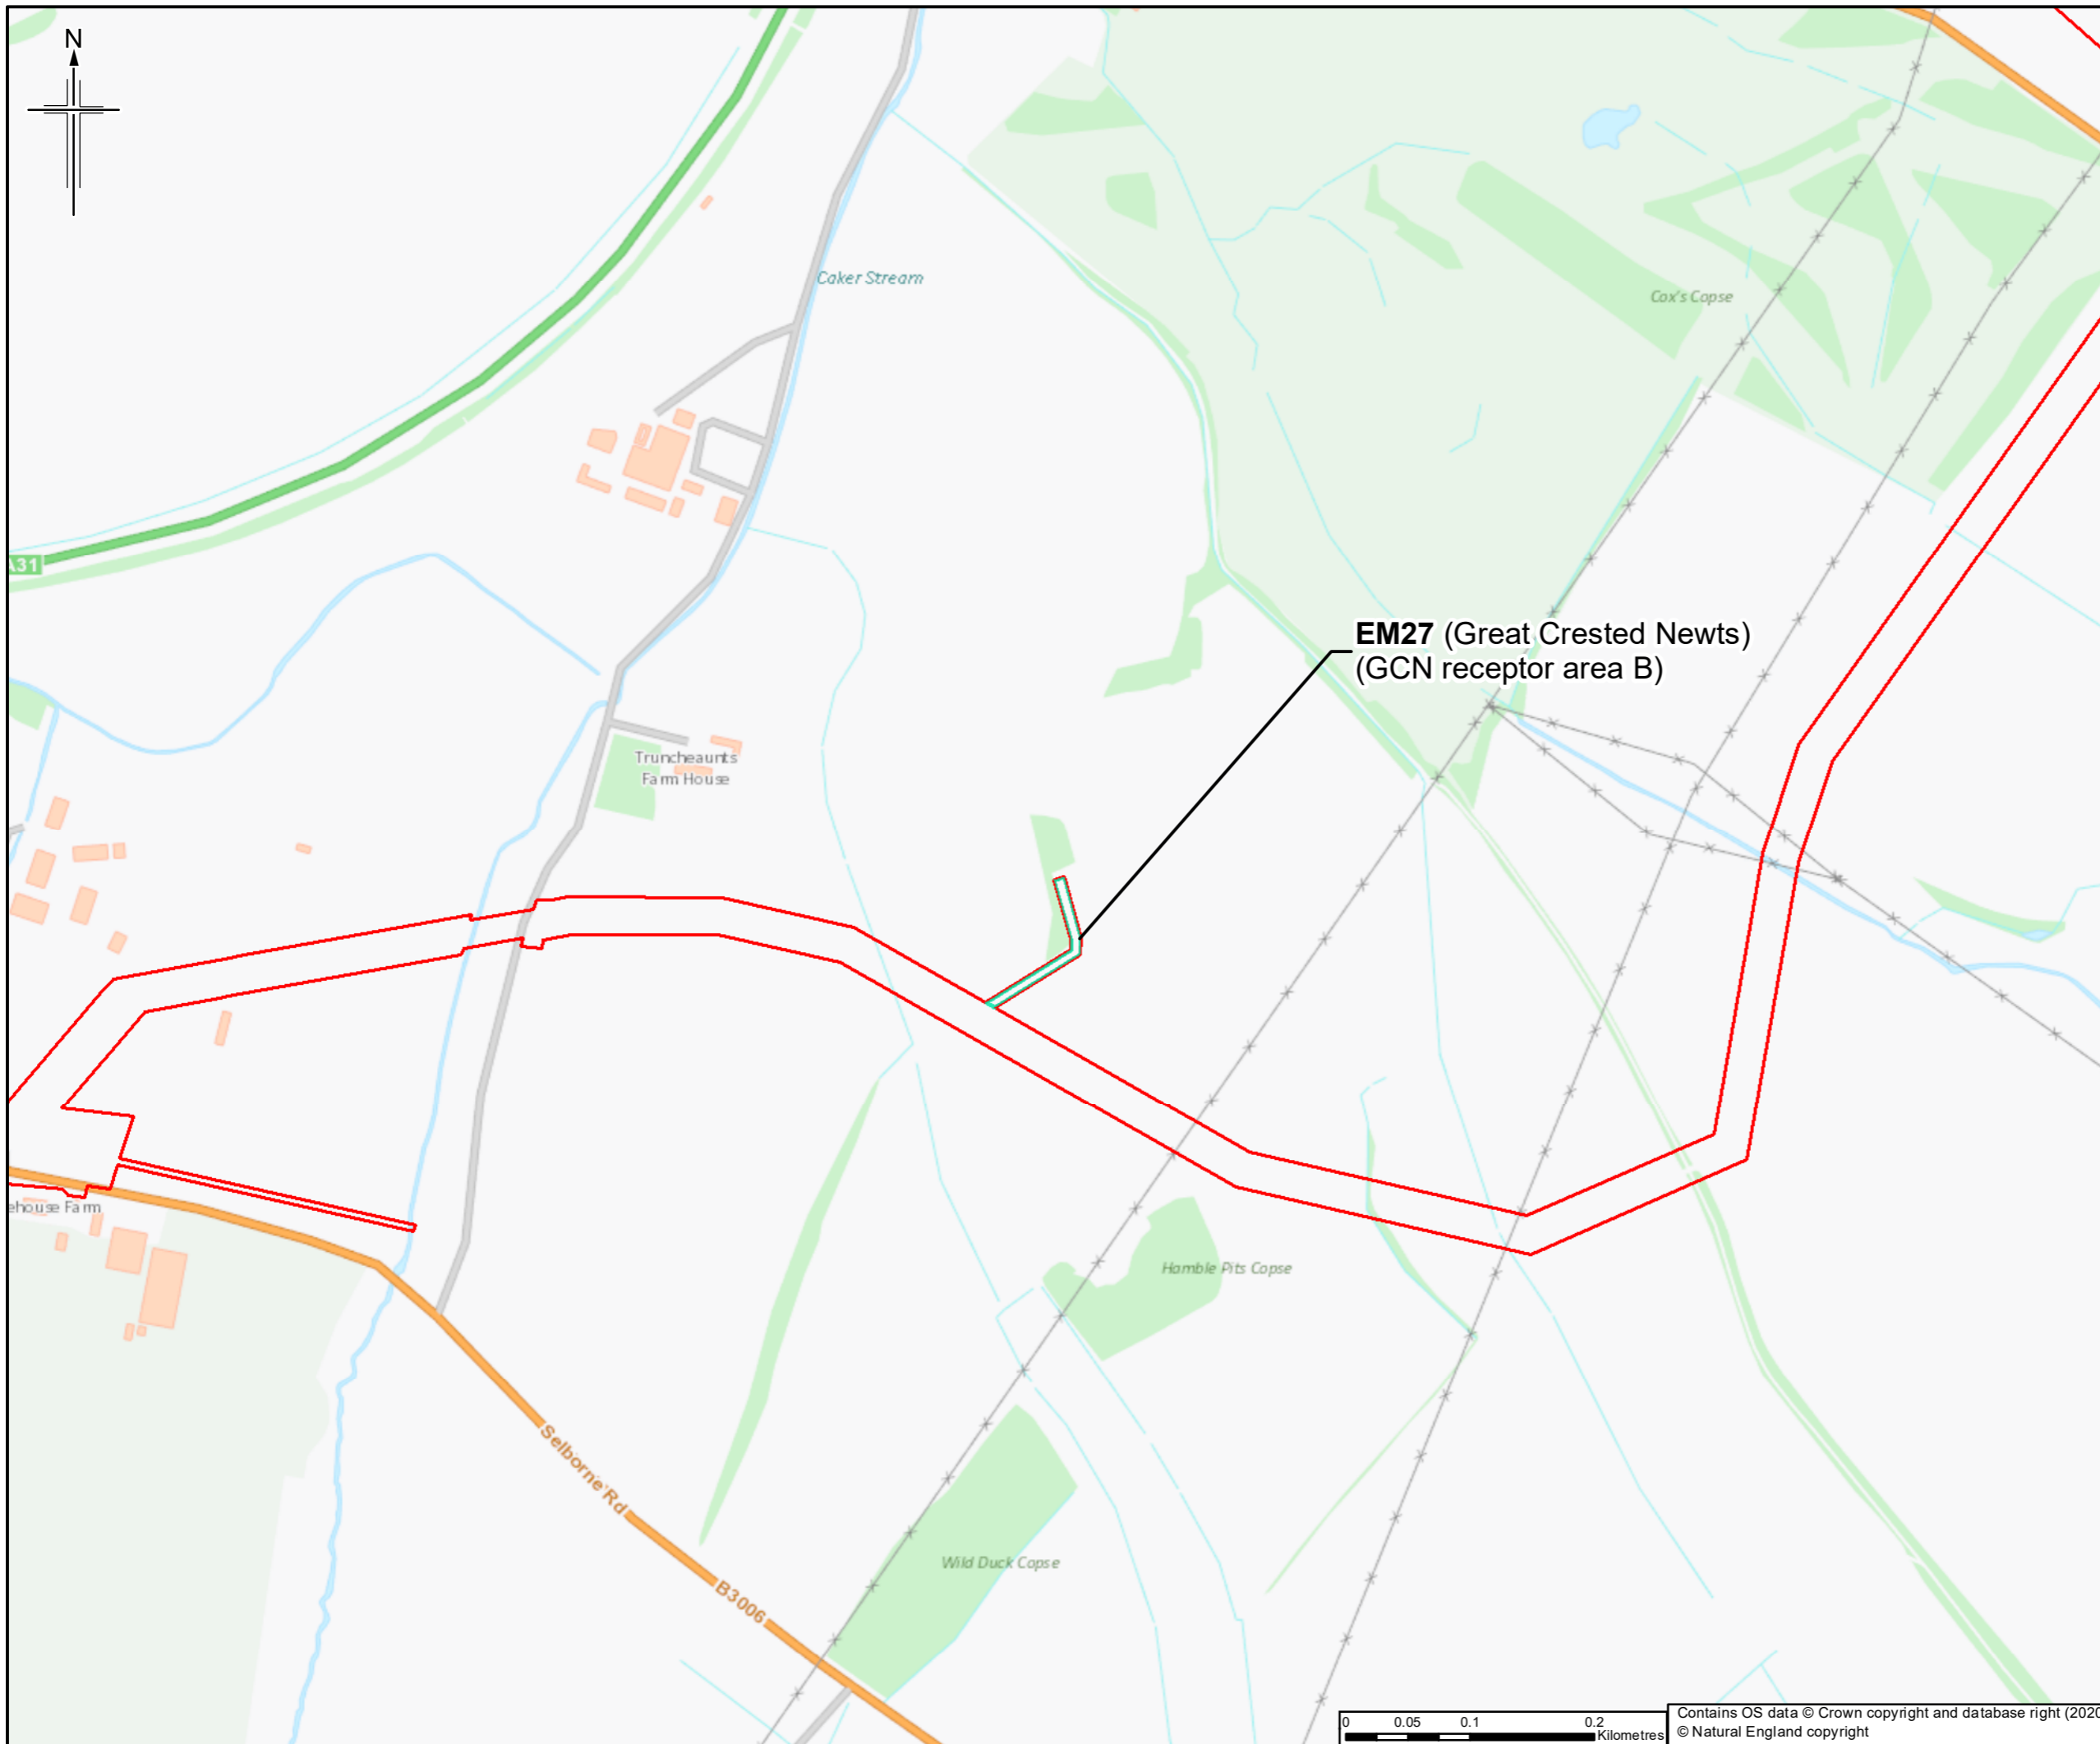 N
Caker Stream
Cox's Copse
A31
EM27 (Great Crested Newts)
(GCN receptor area B)
Truncheaunts
Farm House
ehouse Farm
Hamble Pits Copse
Selborne Rd
Wild Duck Copse
B3006
0 0.05 0.1 0.2
Kilometres
Contains OS data © Crown copyright and database right (2020
© Natural England copyright